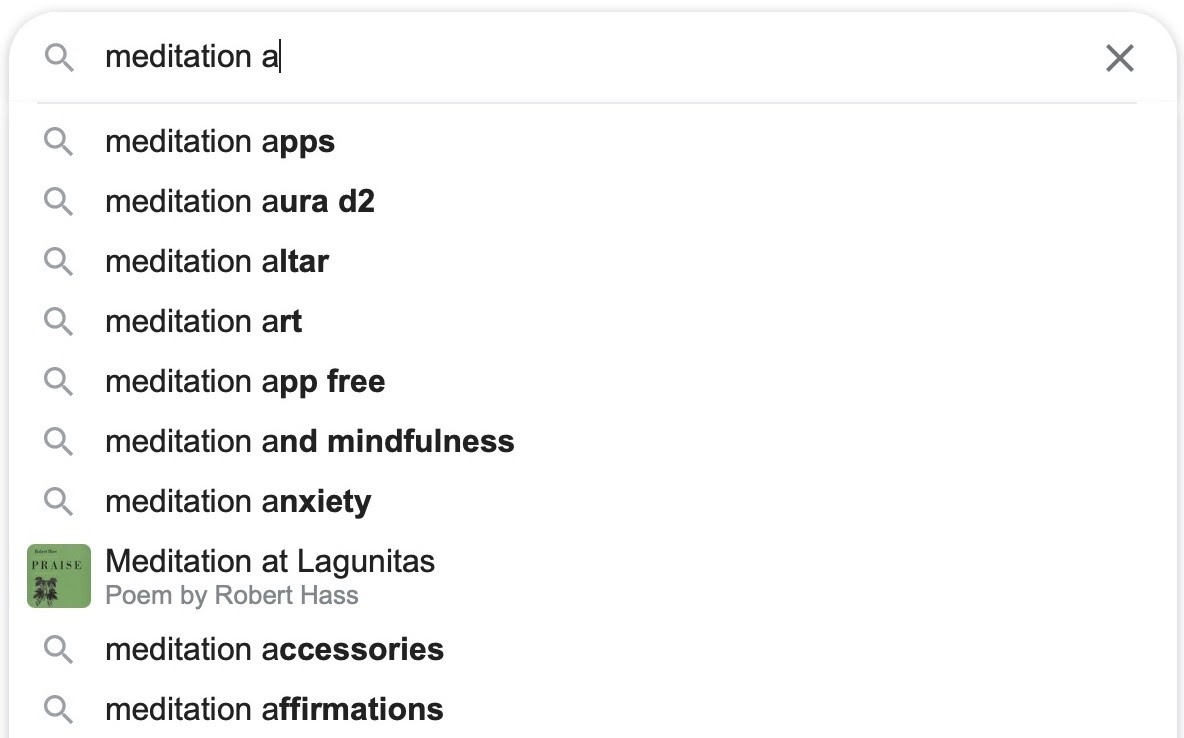 meditation a
meditation apps
meditation aura d2
meditation altar
meditation art
meditation app free
meditation and mindfulness
meditation anxiety
Robert Hass
PRAISE
Meditation at Lagunitas
Poem by Robert Hass
meditation accessories
meditation affirmations